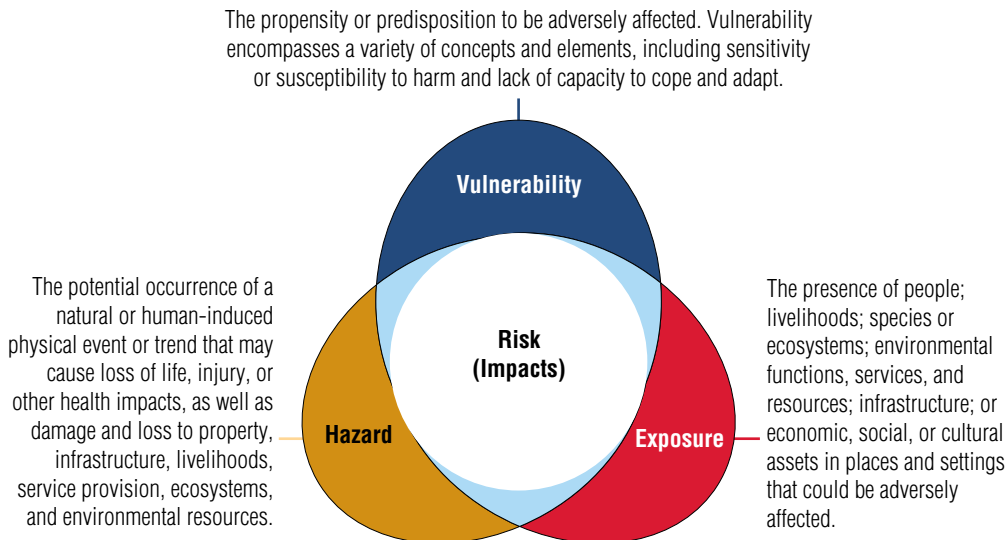 The propensity or predisposition to be adversely affected. Vulnerability
encompasses a variety of concepts and elements, including sensitivity
or susceptibility to harm and lack of capacity to cope and adapt.
Vulnerability
The potential occurrence of a
natural or human-induced
physical event or trend that may
cause loss of life, injury, or
other health impacts, as well as
damage and loss to property,
infrastructure, livelihoods,
service provision, ecosystems,
and environmental resources.
Hazard
Risk
(Impacts)
Exposure
The presence of people;
livelihoods; species or
ecosystems; environmental
functions, services, and
resources; infrastructure; or
economic, social, or cultural
assets in places and settings
that could be adversely
affected.